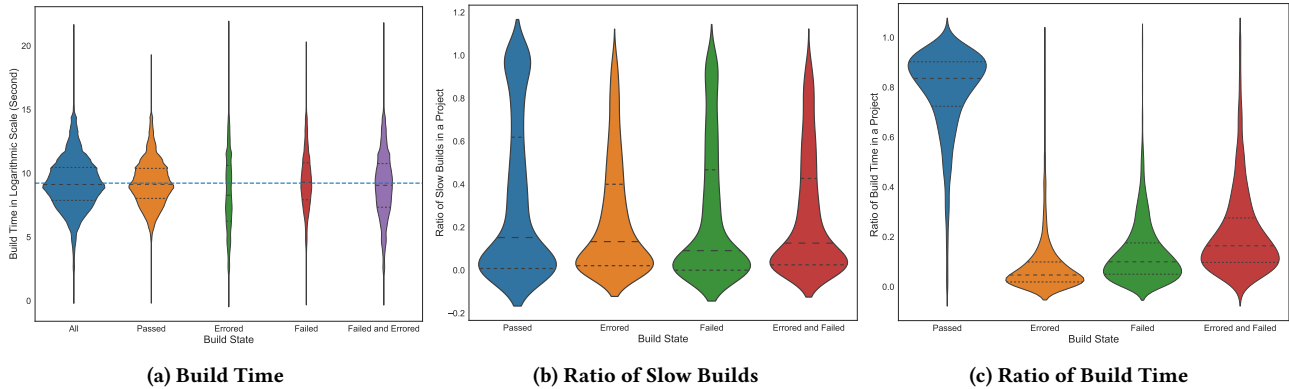 Build Time in Logarithmic Scale (Second)
20
15
10
5
0
All
Passed
Errored
Failed
Failed and Errored
Build State
(a) Build Time
Ratio of Slow Builds in a Project
1.2
1.0
0.8
0.6
0.4
0.2
0.0
−0.2
Passed
Errored
Failed
Errored and Failed
Build State
(b) Ratio of Slow Builds
Ratio of Build Time in a Project
1.0
0.8
0.6
0.4
0.2
0.0
Passed
Errored
Failed
Errored and Failed
Build State
(c) Ratio of Build Time